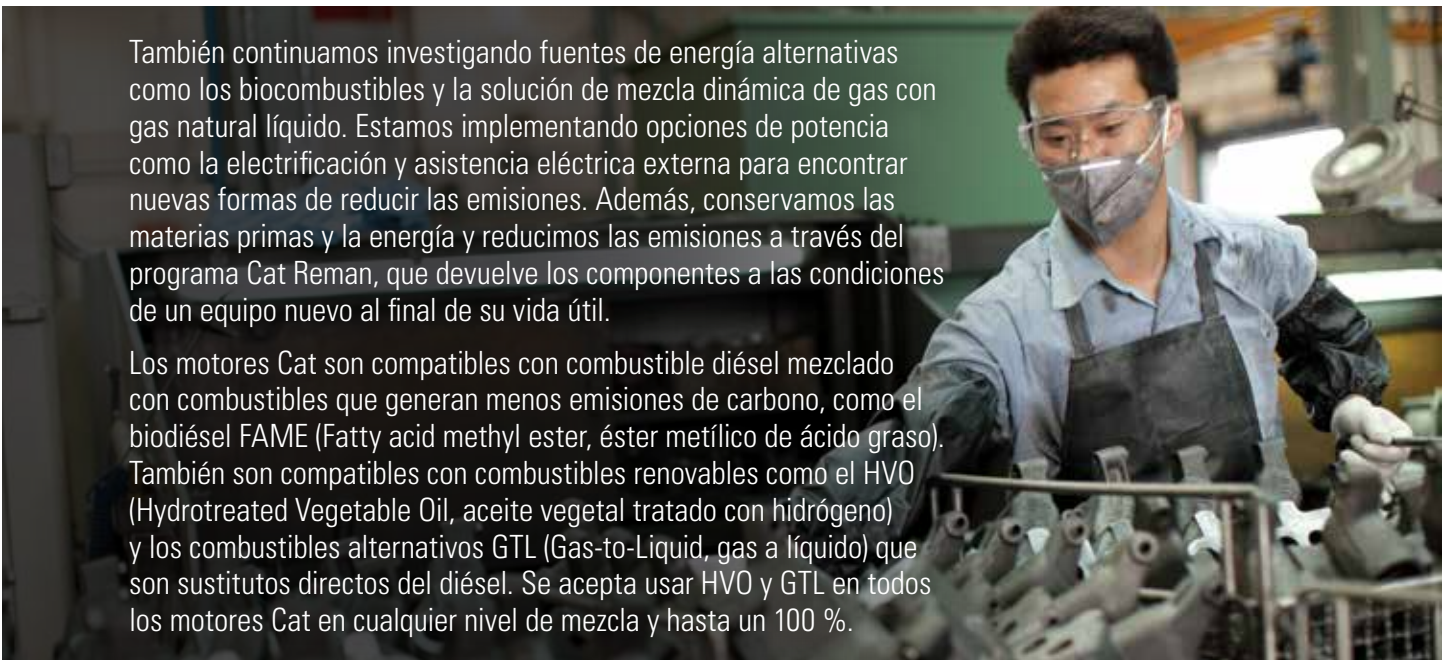 También continuamos investigando fuentes de energía alternativas
como los biocombustibles y la solución de mezcla dinámica de gas con
gas natural líquido. Estamos implementando opciones de potencia
como la electrificación y asistencia eléctrica externa para encontrar
nuevas formas de reducir las emisiones. Además, conservamos las
materias primas y la energía y reducimos las emisiones a través del
programa Cat Reman, que devuelve los componentes a las condiciones
de un equipo nuevo al final de su vida útil.
Los motores Cat son compatibles con combustible diésel mezclado
con combustibles que generan menos emisiones de carbono, como el
biodiésel FAME (Fatty acid methyl ester, éster metílico de ácido graso).
También son compatibles con combustibles renovables como el HVO
(Hydrotreated Vegetable Oil, aceite vegetal tratado con hidrógeno)
y los combustibles alternativos GTL (Gas-to-Liquid, gas a líquido) que
son sustitutos directos del diésel. Se acepta usar HVO y GTL en todos
los motores Cat en cualquier nivel de mezcla y hasta un 100 %.